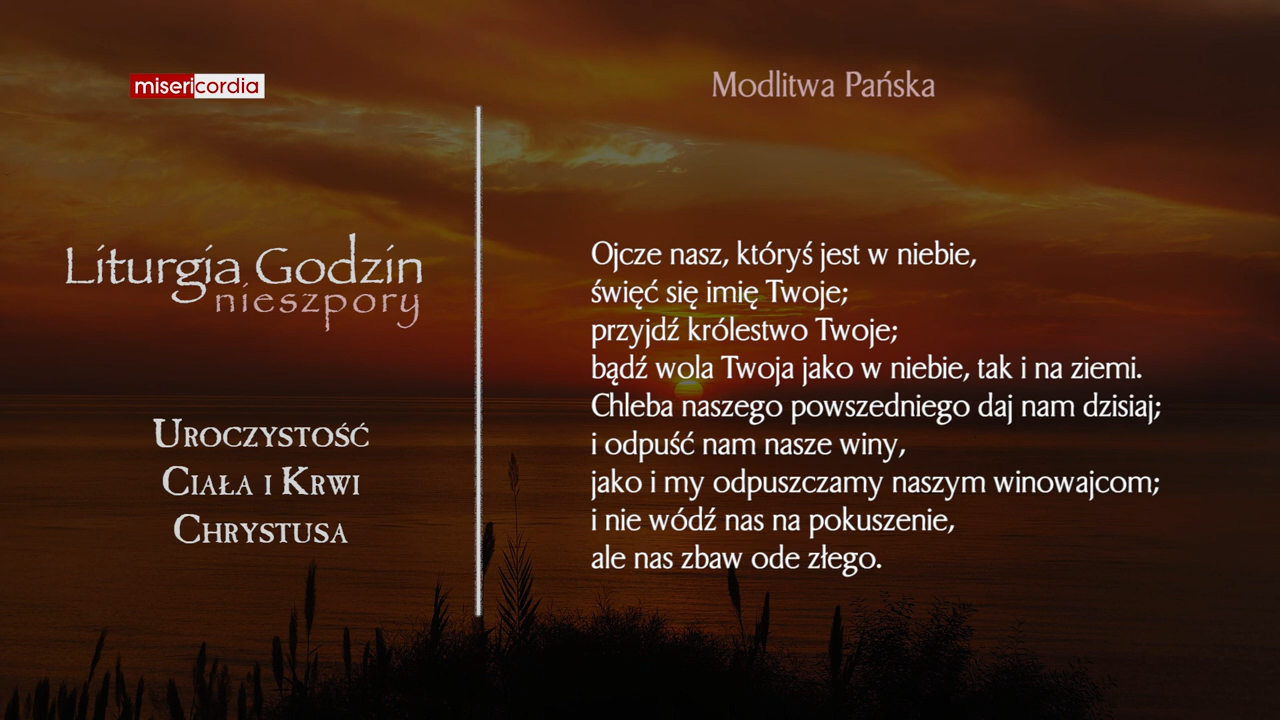 misericordia
Liturgia Godzin
nieszpory
Uroczystość
Ciała i Krwi
Chrystusa
Modlitwa Pańska
Ojcze nasz, któryś jest w niebie,
święć się imię Twoje;
przyjdź królestwo Twoje;
bądź wola Twoja jako w niebie, tak i na ziemi.
Chleba naszego powszedniego daj nam dzisiaj;
i odpuść nam nasze winy,
jako i my odpuszczamy naszym winowajcom;
i nie wódź nas na pokuszenie,
ale nas zbaw ode złego.